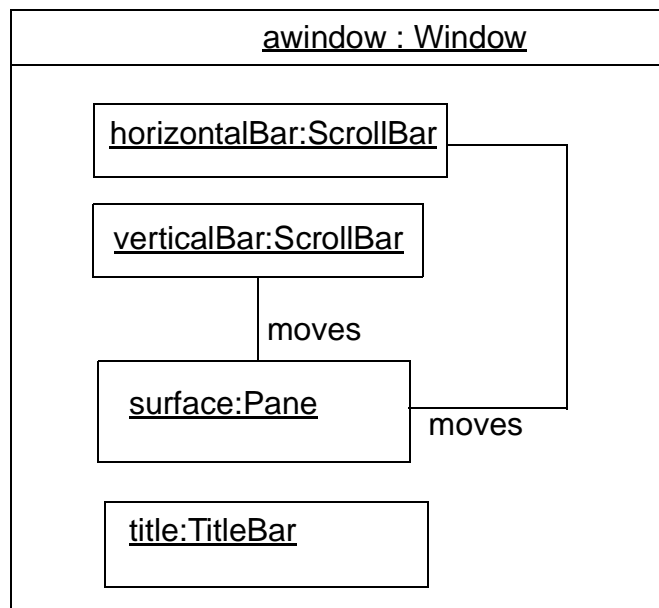 awindow : Window
horizontalBar:ScrollBar
verticalBar:ScrollBar
moves
surface:Pane
moves
title:TitleBar